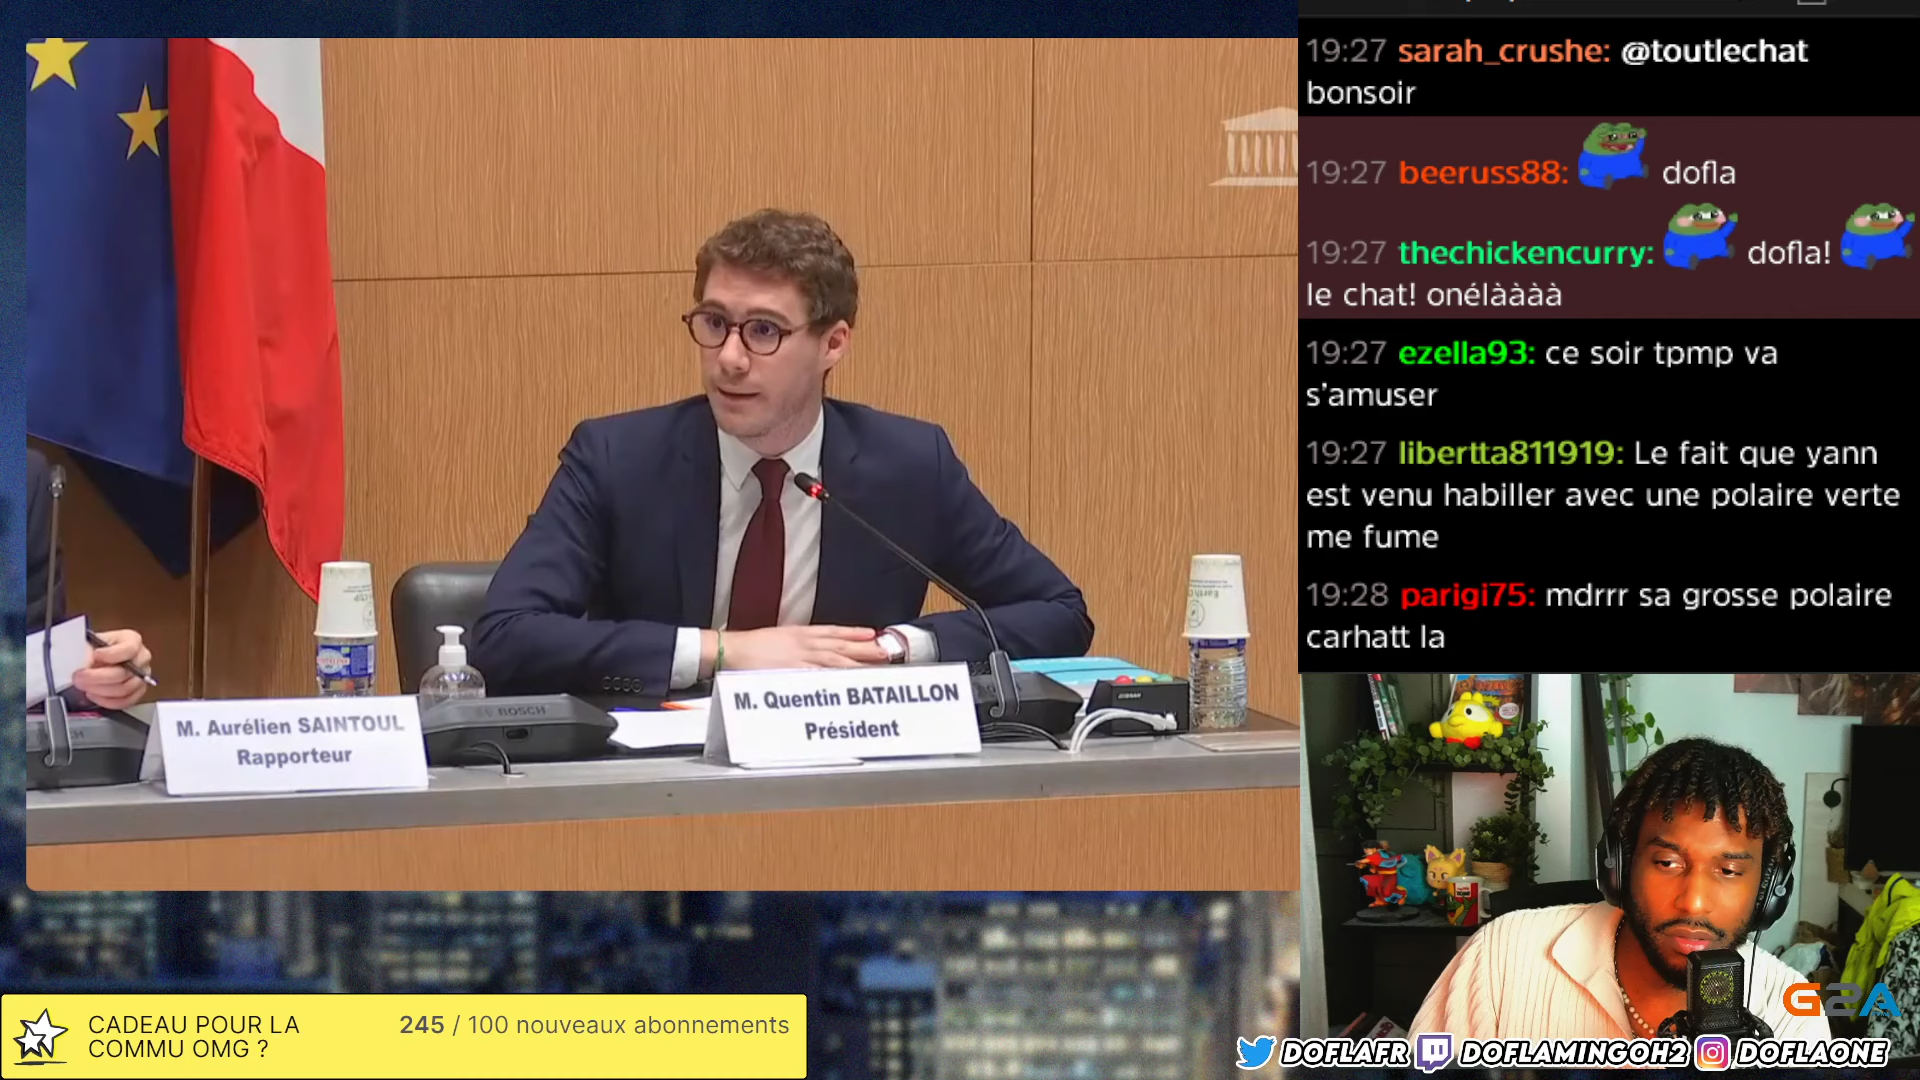 19:27 sarah_crushe: @toutlechat
bonsoir
19:27 beeruss88: dofla
19:27 thechickencurry: dofla!
le chat! onélàààà
19:27 ezella93: ce soir tpmp va
s'amuser
19:27 libertta811919: Le fait que yann
est venu habiller avec une polaire verte
me fume
19:28 parigi75: mdrrr sa grosse polaire
carhatt la
M. Aurélien SAINTOUL
Rapporteur
BOSCH
M. Quentin BATAILLON
Président
CADEAU POUR LA
COMMU OMG ?
245 / 100 nouveaux abonnements
G2A
DOFLAFR DOFLAMINGOH2 DOFLAONE